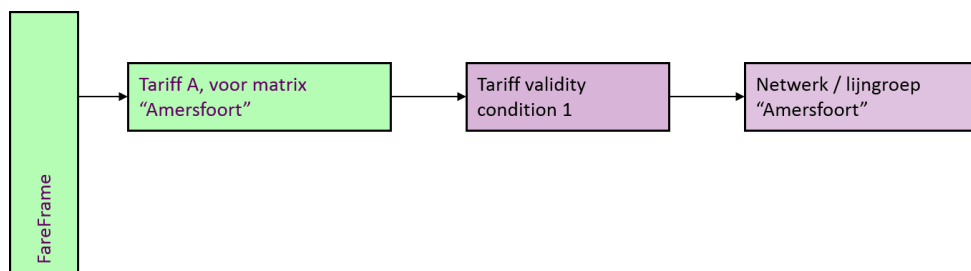 Tariff A, voor matrix
“Amersfoort”
Tariff validity
condition 1
Netwerk / lijngroep
“Amersfoort”
FareFrame